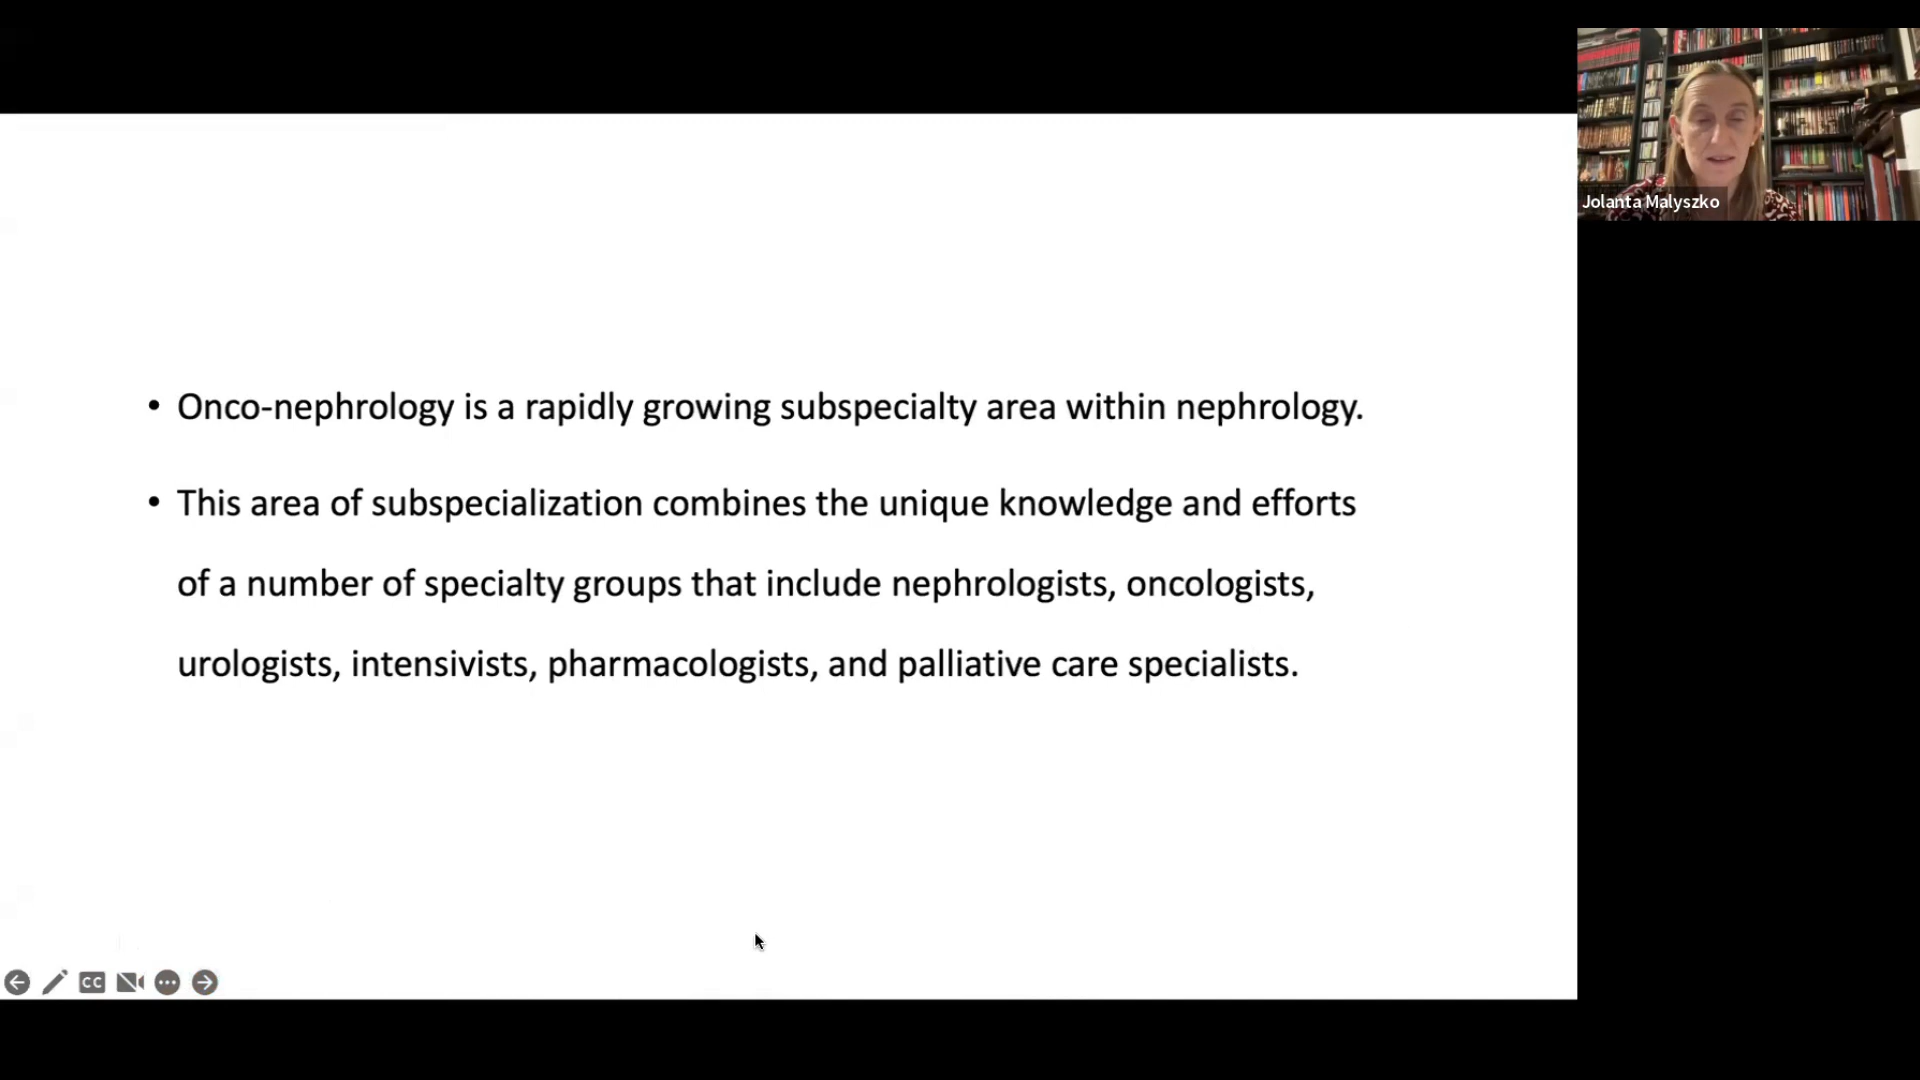 • Onco-nephrology is a rapidly growing subspecialty area within nephrology.
• This area of subspecialization combines the unique knowledge and efforts
of a number of specialty groups that include nephrologists, oncologists,
urologists, intensivists, pharmacologists, and palliative care specialists.
Jolanta Malyszko
CC